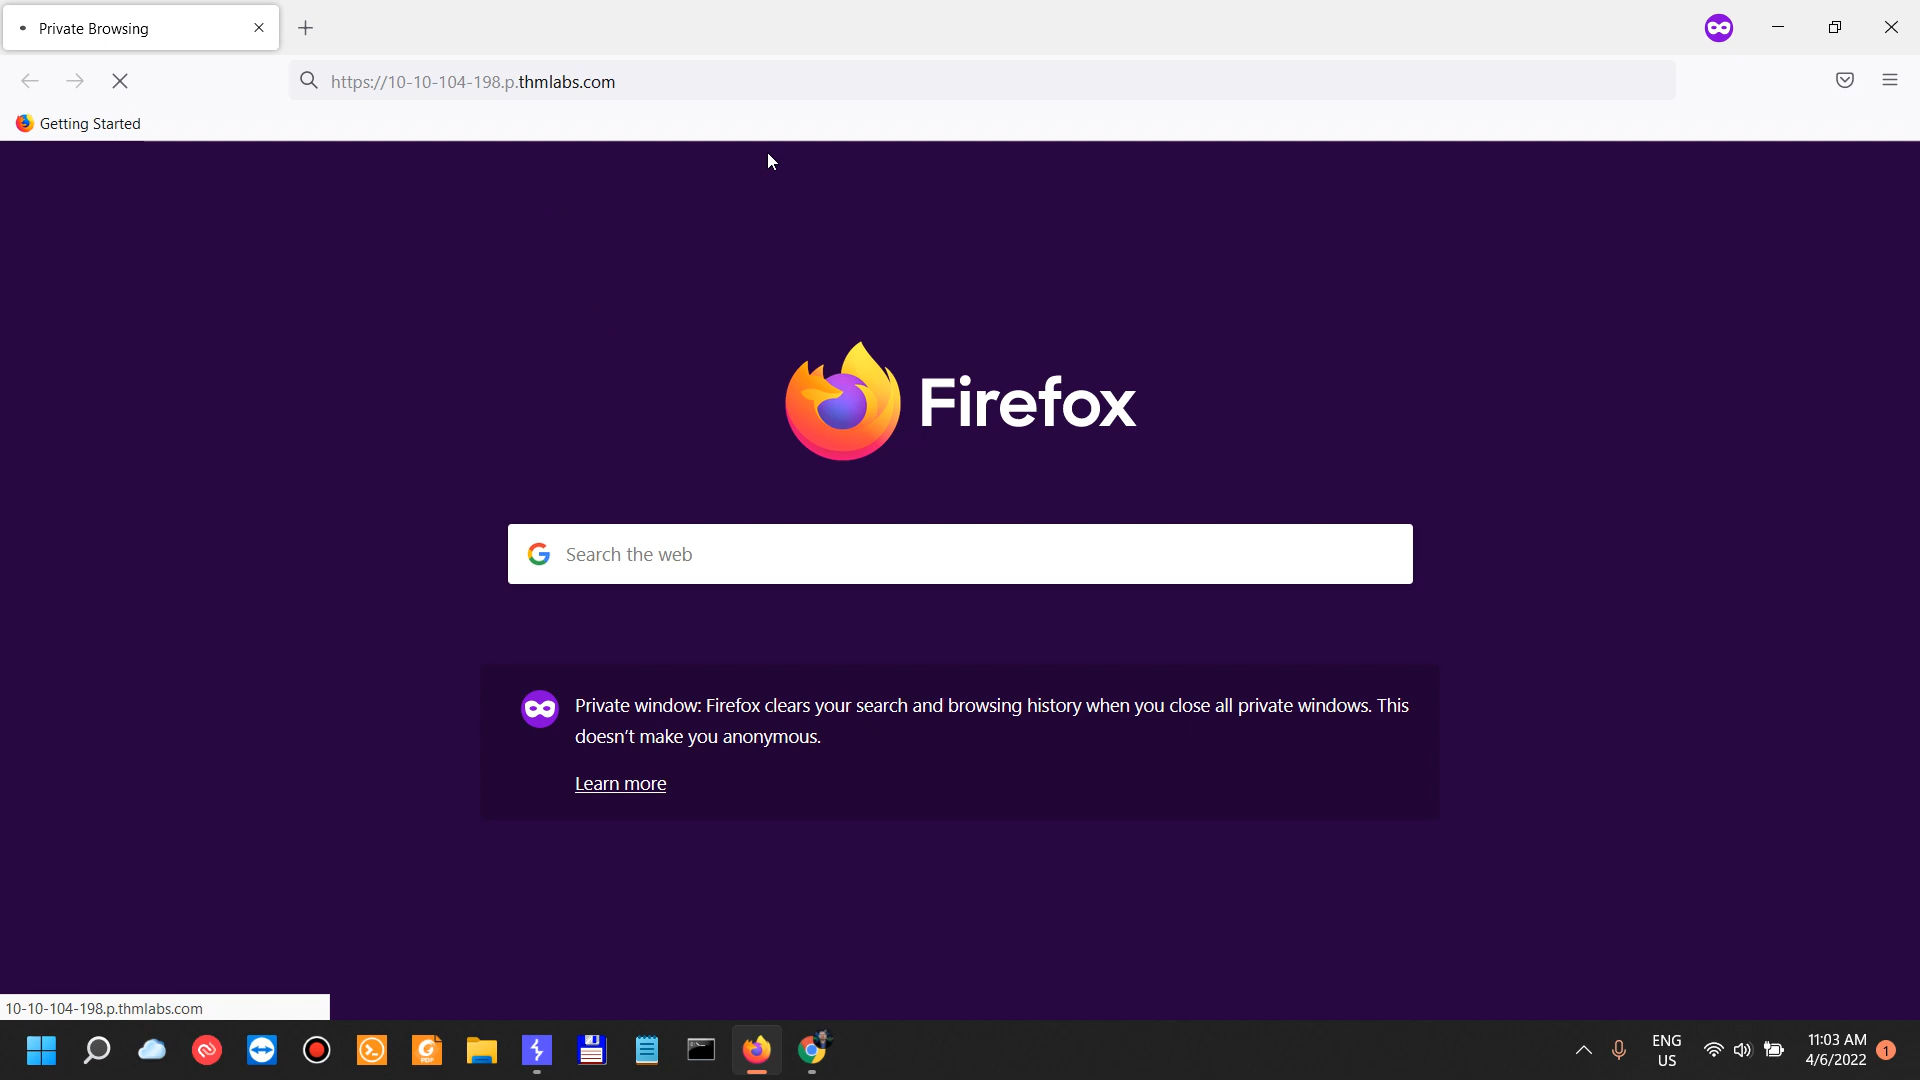 Private Browsing
https://10-10-104-198.p.thmlabs.com
Getting Started
Firefox
Search the web
Private window: Firefox clears your search and browsing history when you close all private windows. This
doesn't make you anonymous.
Learn more
10-10-104-198.p.thmlabs.com
PDF
ENG
US
11:03 AM
4/6/2022
1